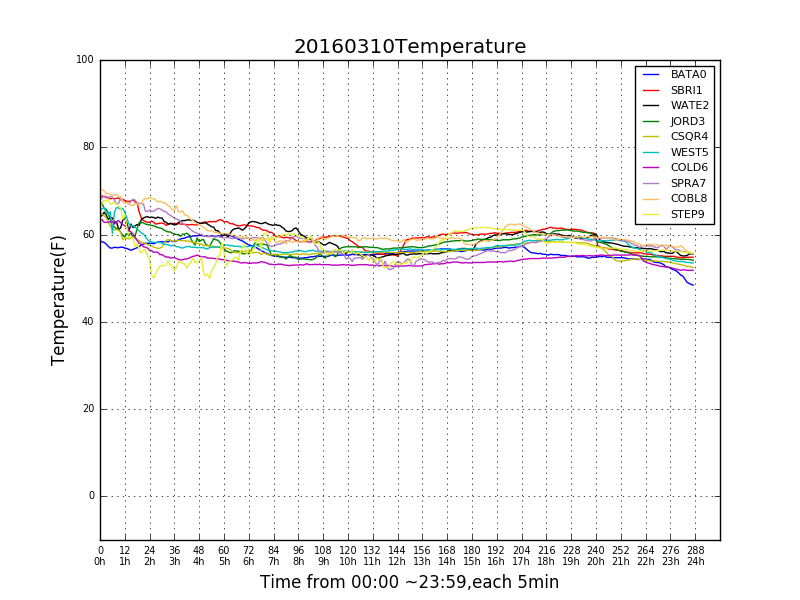 20160310Temperature
100
80
60
40
20
0
Temperature(F)
BATA0
SBRI1
WATE2
JORD3
CSQR4
WEST5
COLD6
SPRA7
COBL8
STEP9
0 12 24 36 48 60 72 84 96 108 120 132 144 156 168 180 192 204 216 228 240 252 264 276 288
0h 1h 2h 3h 4h 5h 6h 7h 8h 9h 10h 11h 12h 13h 14h 15h 16h 17h 18h 19h 20h 21h 22h 23h 24h
Time from 00:00 ~23:59,each 5min